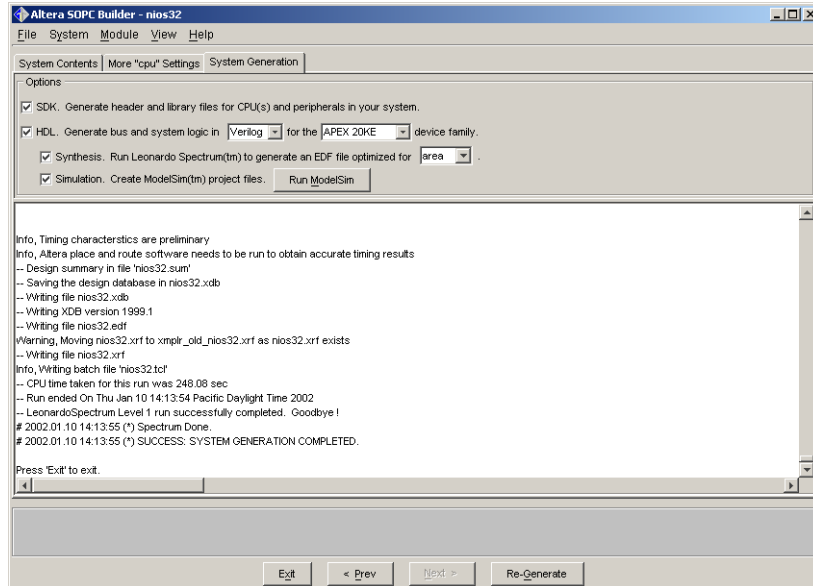 Altera SOPC Builder - nios32
File System Module View Help
System Contents More "cpu" Settings System Generation
Options
SDK. Generate header and library files for CPU(s) and peripherals in your system.
HDL. Generate bus and system logic in Verilog for the APEX 20KE device family.
Synthesis. Run Leonardo Spectrum(tm) to generate an EDF file optimized for area .
Simulation. Create ModelSim(tm) project files. Run ModelSim
Info, Timing characterstics are preliminary
Info, Altera place and route software needs to be run to obtain accurate timing results
-- Design summary in file 'nios32.sum'
-- Saving the design database in nios32.xdb
-- Writing file nios32.xdb
-- Writing XDB version 1999.1
-- Writing file nios32.edf
Warning, Moving nios32.xrf to xmplr_old_nios32.xrf as nios32.xrf exists
-- Writing file nios32.xrf
Info, Writing batch file 'nios32.tcl'
-- CPU time taken for this run was 248.08 sec
-- Run ended On Thu Jan 10 14:13:54 Pacific Daylight Time 2002
-- LeonardoSpectrum Level 1 run successfully completed. Goodbye !
# 2002.01.10 14:13:55 (*) Spectrum Done.
# 2002.01.10 14:13:55 (*) SUCCESS: SYSTEM GENERATION COMPLETED.
Press 'Exit' to exit.
Exit < Prev Next > Re-Generate